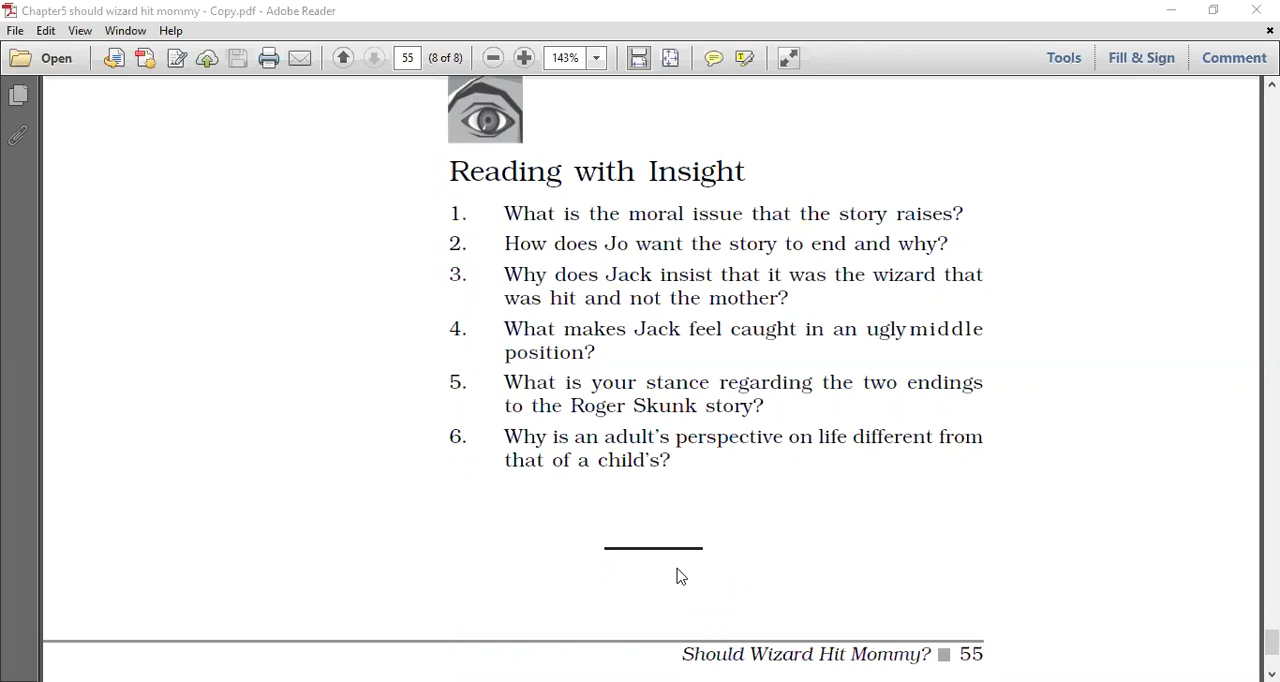 Chapter5 should wizard hit mommy - Copy.pdf - Adobe Reader
File Edit View Window Help
Open 55 (8 of 8) 143% Tools Fill & Sign Comment
Reading with Insight
1. What is the moral issue that the story raises?
2. How does Jo want the story to end and why?
3. Why does Jack insist that it was the wizard that
was hit and not the mother?
4. What makes Jack feel caught in an ugly middle
position?
5. What is your stance regarding the two endings
to the Roger Skunk story?
6. Why is an adult's perspective on life different from
that of a child's?
Should Wizard Hit Mommy? 55